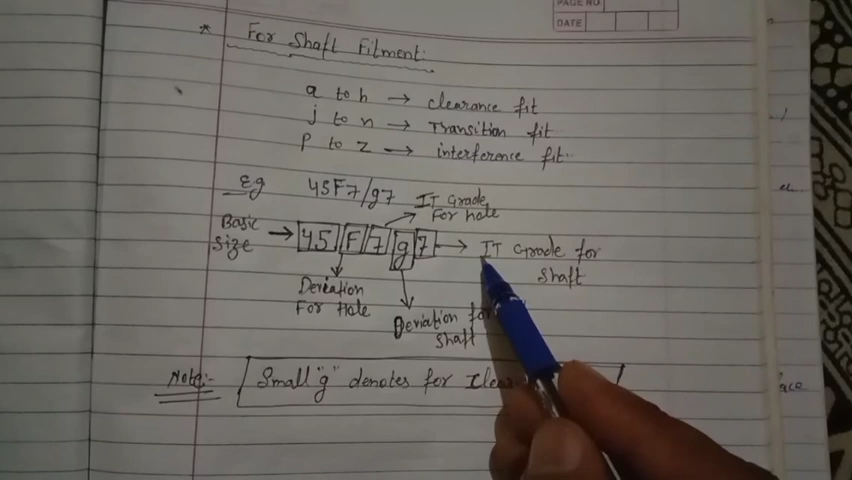 PAGE NO
DATE
* For Shaft Fitment:
a to h → clearance fit
j to n → Transition fit
P to z → interference fit.
Eg 45F7/g7
IT Grade
For hole
Basic
Size → 45 F 7 g 7 → IT Grade for
Shaft
Deviation
For Hole
Deviation for
Shaft
Note:- Small "g" denotes for